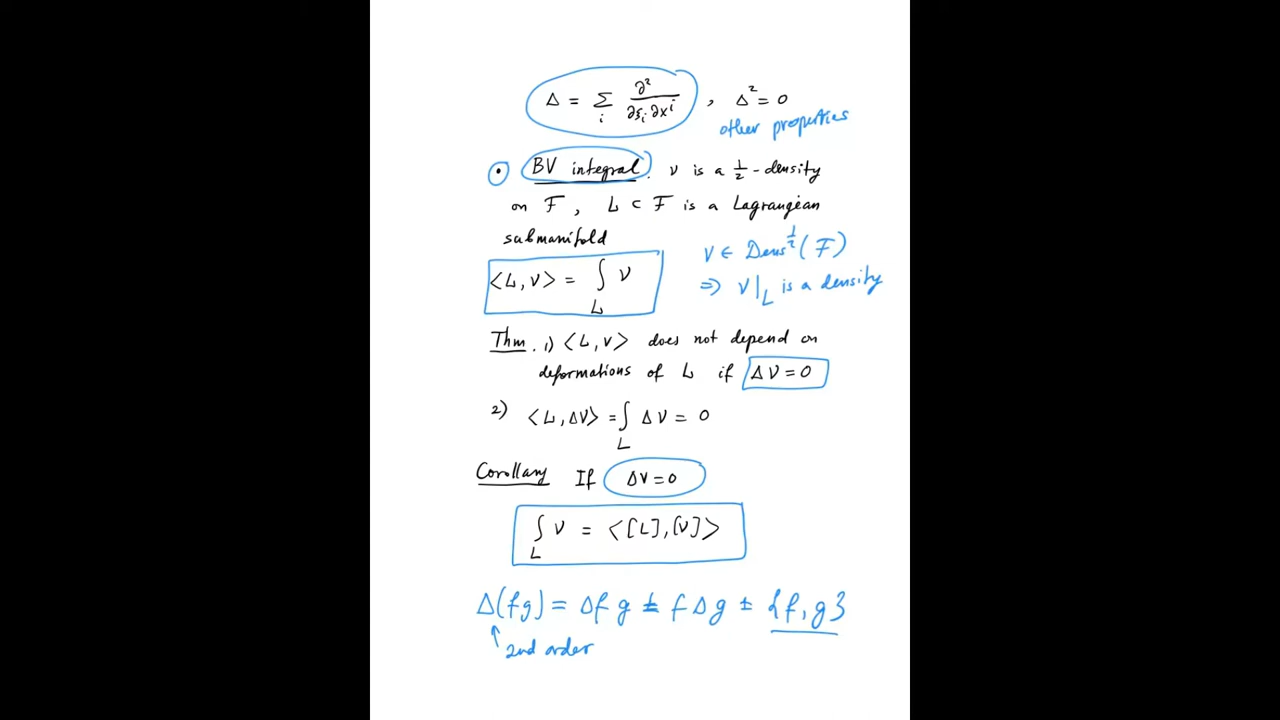 Δ = Σ_i ∂²/∂ξ_i ∂x^i , Δ² = 0
other properties
• BV integral. ν is a ½-density
on F, L ⊂ F is a Lagrangian
submanifold
ν ∈ Dens^½(F)
<L, ν> = ∫_L ν
⇒ ν|_L is a density
Thm. 1) <L, ν> does not depend on
deformations of L if Δν = 0
2) <L, Δν> = ∫_L Δν = 0
Corollary If Δν = 0
∫_L ν = <[L], [ν]>
Δ(fg) = Δf g ± f Δg ± {f, g}
↑ 2nd order